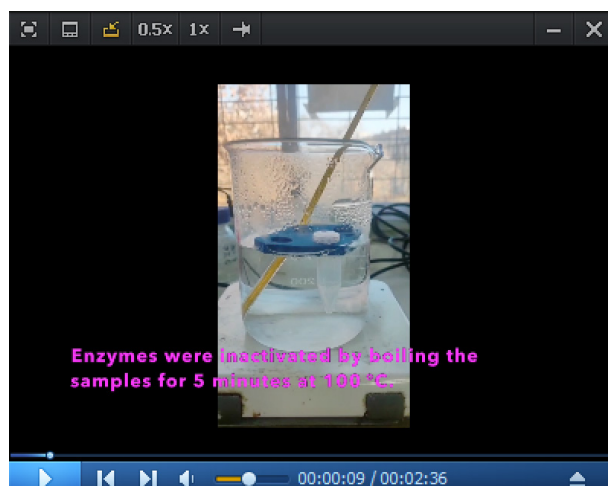 0.5x 1x
Enzymes were inactivated by boiling the
samples for 5 minutes at 100 °C.
00:00:09 / 00:02:36